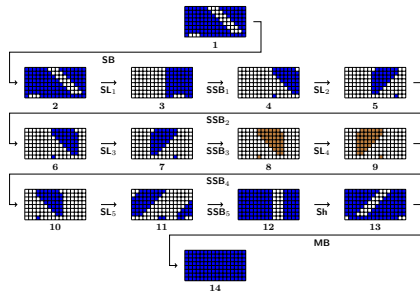 1
SB
2 SL₁ 3 SSB₁ 4 SL₂ 5
SSB₂
6 SL₃ 7 SSB₃ 8 SL₄ 9
SSB₄
10 SL₅ 11 SSB₅ 12 Sh 13
MB
14